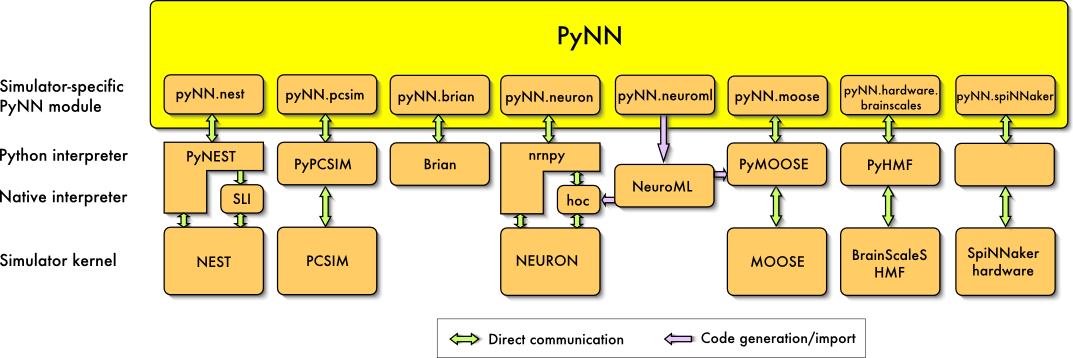 PyNN
Simulator-specific
PyNN module
pyNN.nest
pyNN.pcsim
pyNN.brian
pyNN.neuron
pyNN.neuroml
pyNN.moose
pyNN.hardware.
brainscales
pyNN.spiNNaker
Python interpreter
PyNEST
PyPCSIM
Brian
nrnpy
NeuroML
PyMOOSE
PyHMF
Native interpreter
SLI
hoc
Simulator kernel
NEST
PCSIM
NEURON
MOOSE
BrainScaleS
HMF
SpiNNaker
hardware
Direct communication
Code generation/import